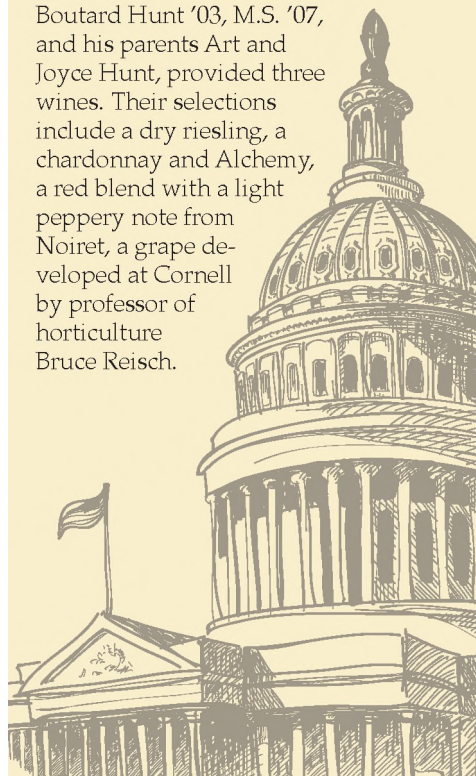 Boutard Hunt ’03, M.S. ’07,
and his parents Art and
Joyce Hunt, provided three
wines. Their selections
include a dry riesling, a
chardonnay and Alchemy,
a red blend with a light
peppery note from
Noiret, a grape de-
veloped at Cornell
by professor of
horticulture
Bruce Reisch.